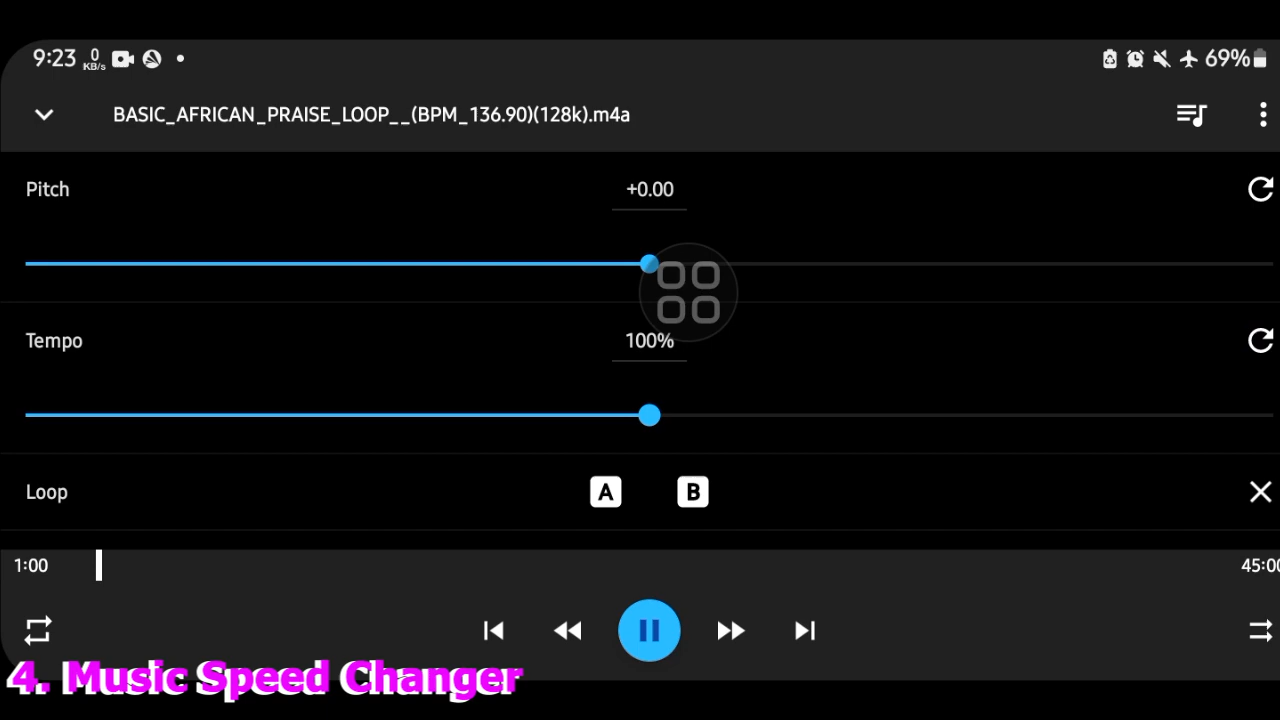 9:23 0 KB/s 69%
BASIC_AFRICAN_PRAISE_LOOP__(BPM_136.90)(128k).m4a
Pitch +0.00
Tempo 100%
Loop A B
1:00 45:00
4. Music Speed Changer